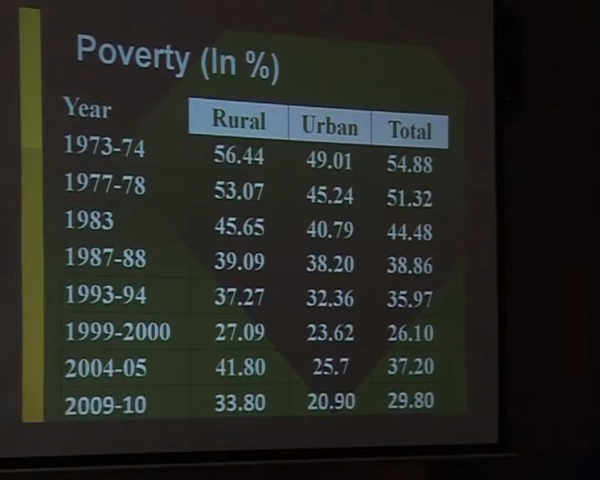 Poverty (In %)
Year Rural Urban Total
1973-74 56.44 49.01 54.88
1977-78 53.07 45.24 51.32
1983 45.65 40.79 44.48
1987-88 39.09 38.20 38.86
1993-94 37.27 32.36 35.97
1999-2000 27.09 23.62 26.10
2004-05 41.80 25.7 37.20
2009-10 33.80 20.90 29.80